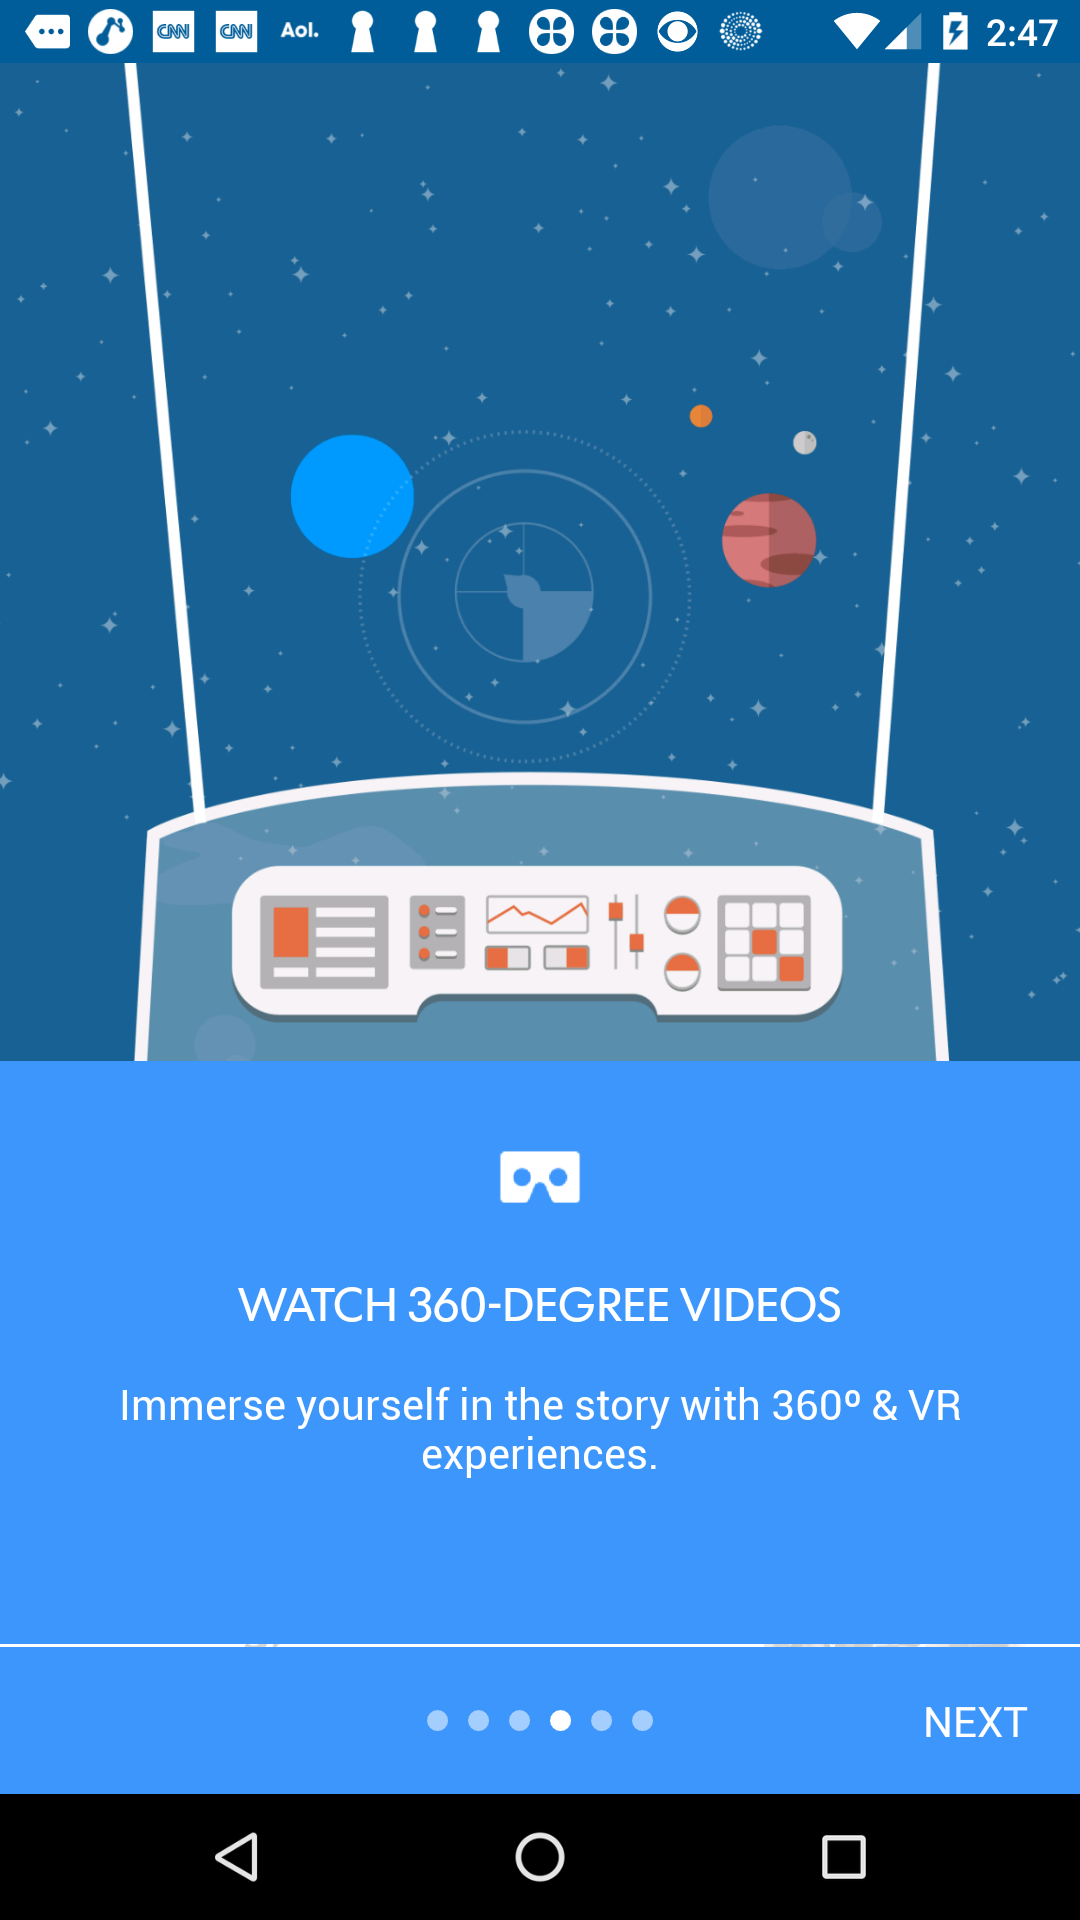 CNN CNN Aol. 2:47
WATCH 360-DEGREE VIDEOS
Immerse yourself in the story with 360º & VR
experiences.
NEXT